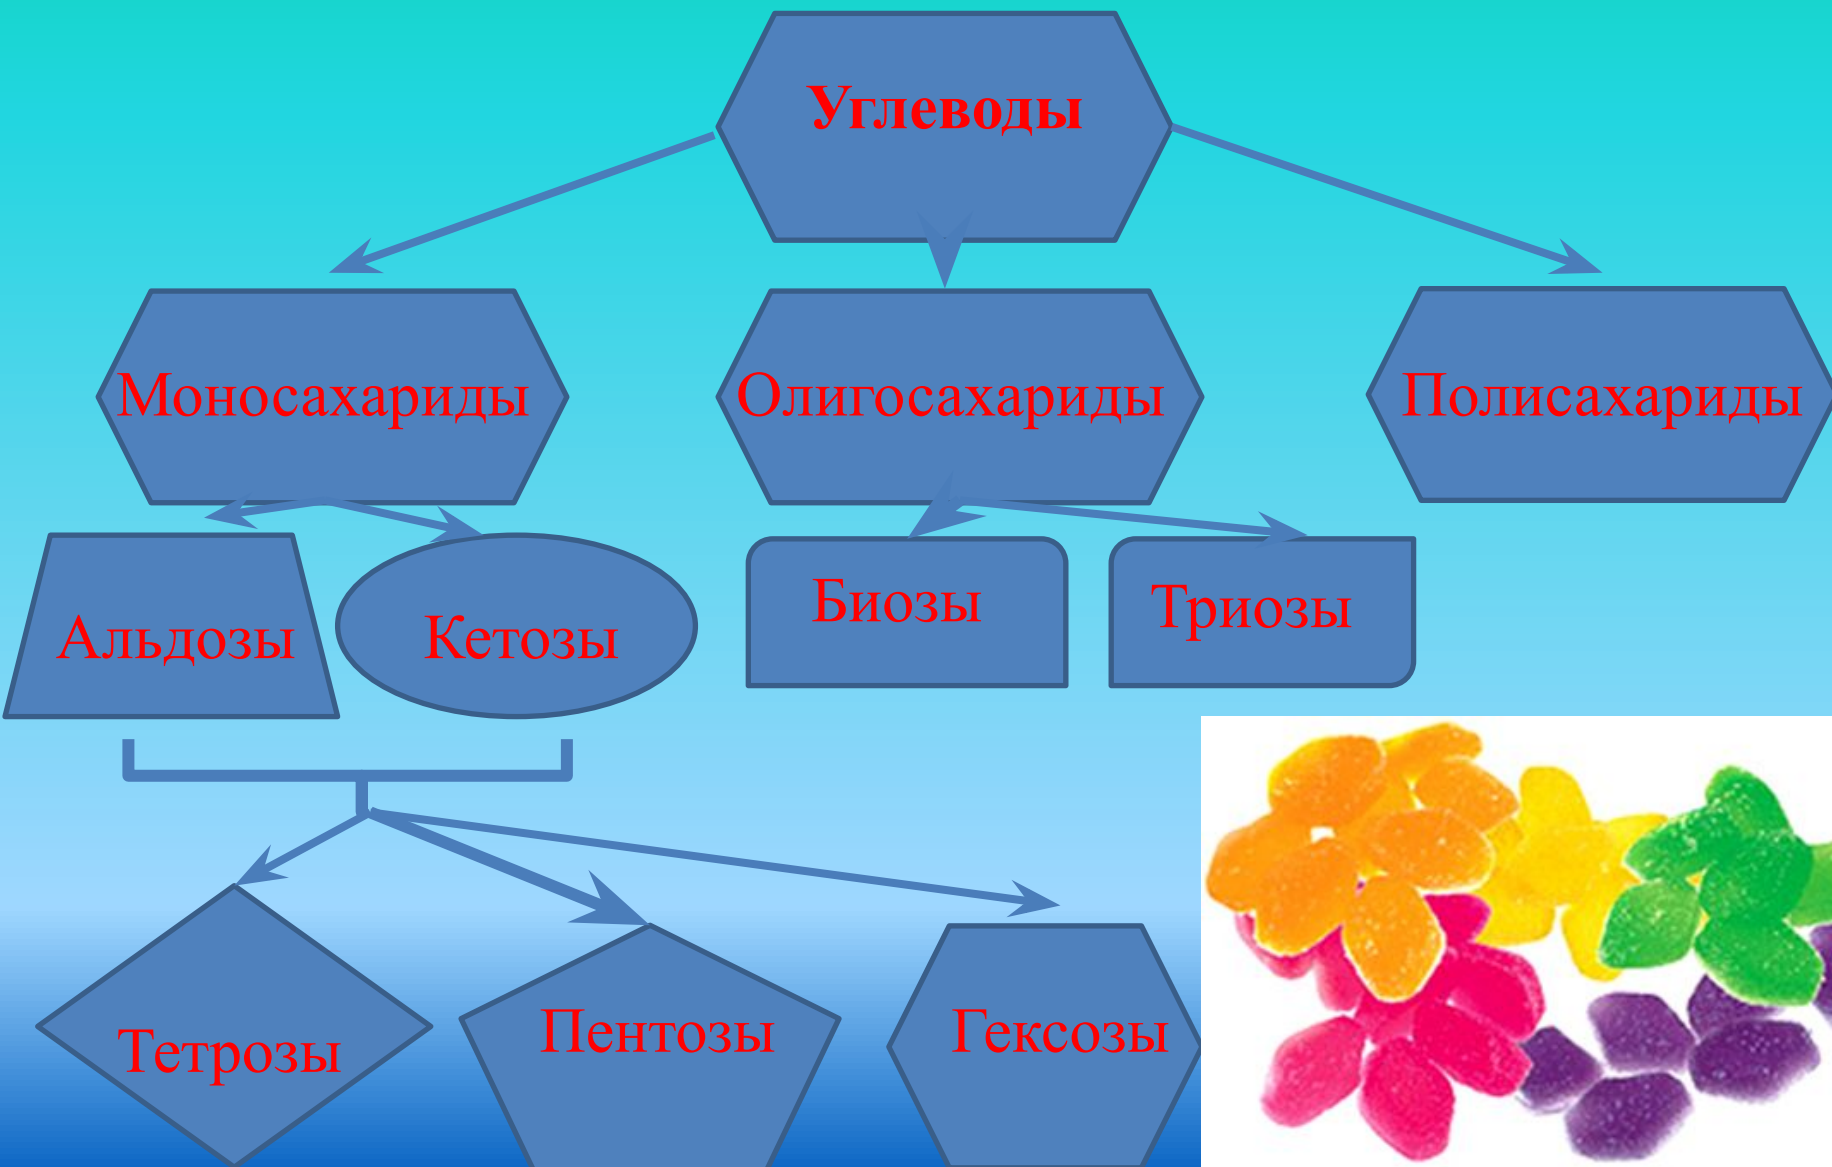 Углеводы
Моносахариды
Олигосахариды
Полисахариды
Альдозы
Кетозы
Биозы
Триозы
Тетрозы
Пентозы
Гексозы